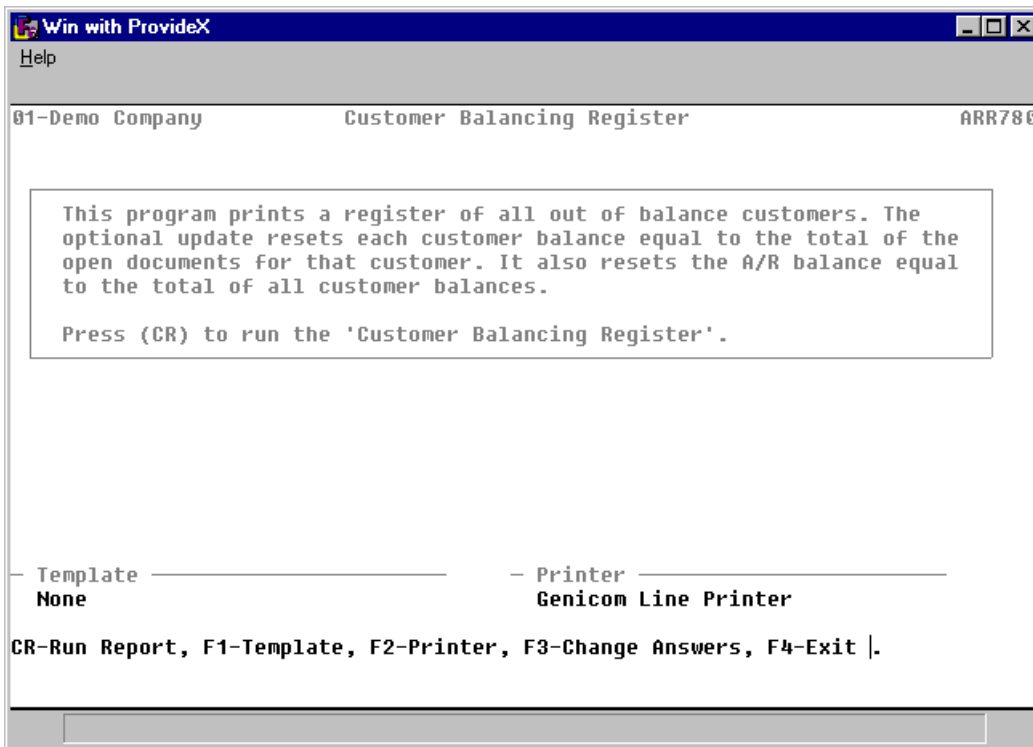 Win with ProvideX
Help
01-Demo Company Customer Balancing Register ARR780
This program prints a register of all out of balance customers. The
optional update resets each customer balance equal to the total of the
open documents for that customer. It also resets the A/R balance equal
to the total of all customer balances.
Press (CR) to run the 'Customer Balancing Register'.
Template Printer
None Genicom Line Printer
CR-Run Report, F1-Template, F2-Printer, F3-Change Answers, F4-Exit .